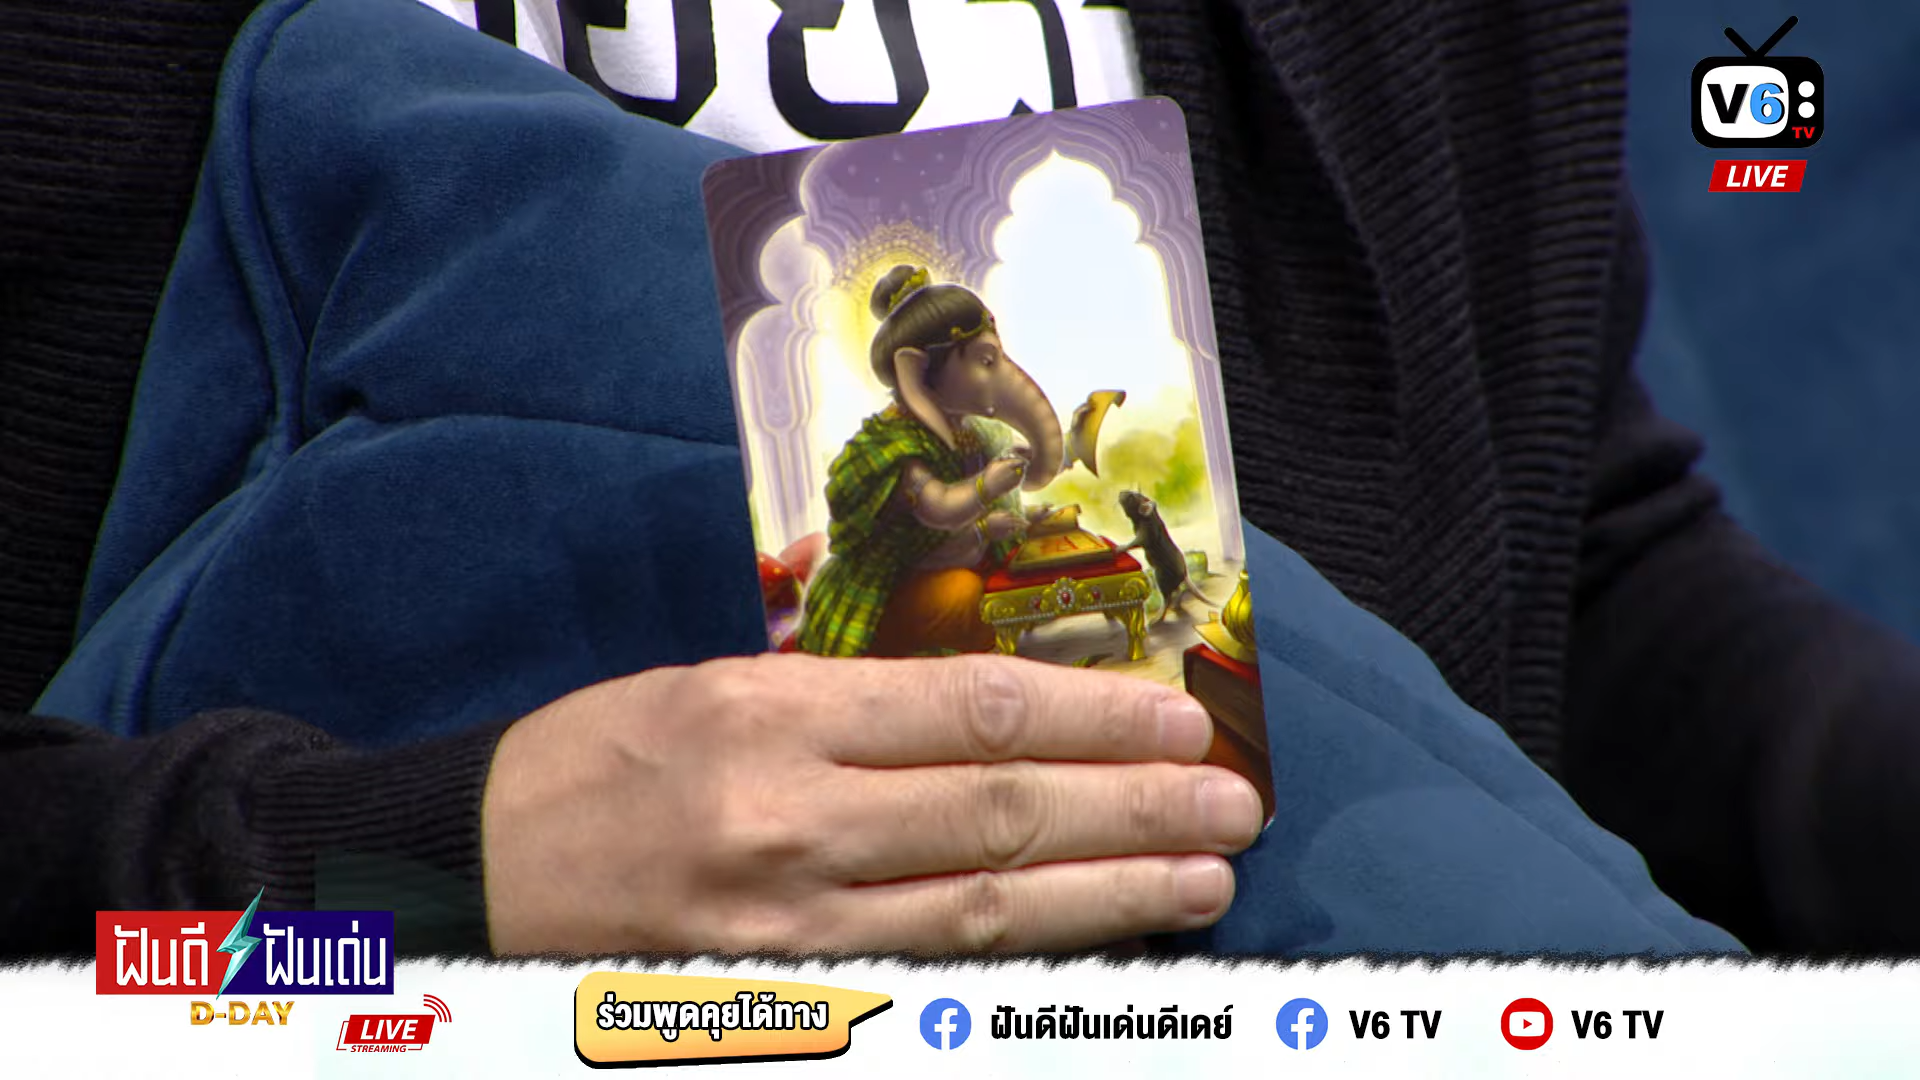 V6
TV
LIVE
ฝันดี ฝันเด่น
D-DAY
LIVE
STREAMING
ร่วมพูดคุยได้ทาง
ฝันดีฝันเด่นดีเดย์
V6 TV
V6 TV